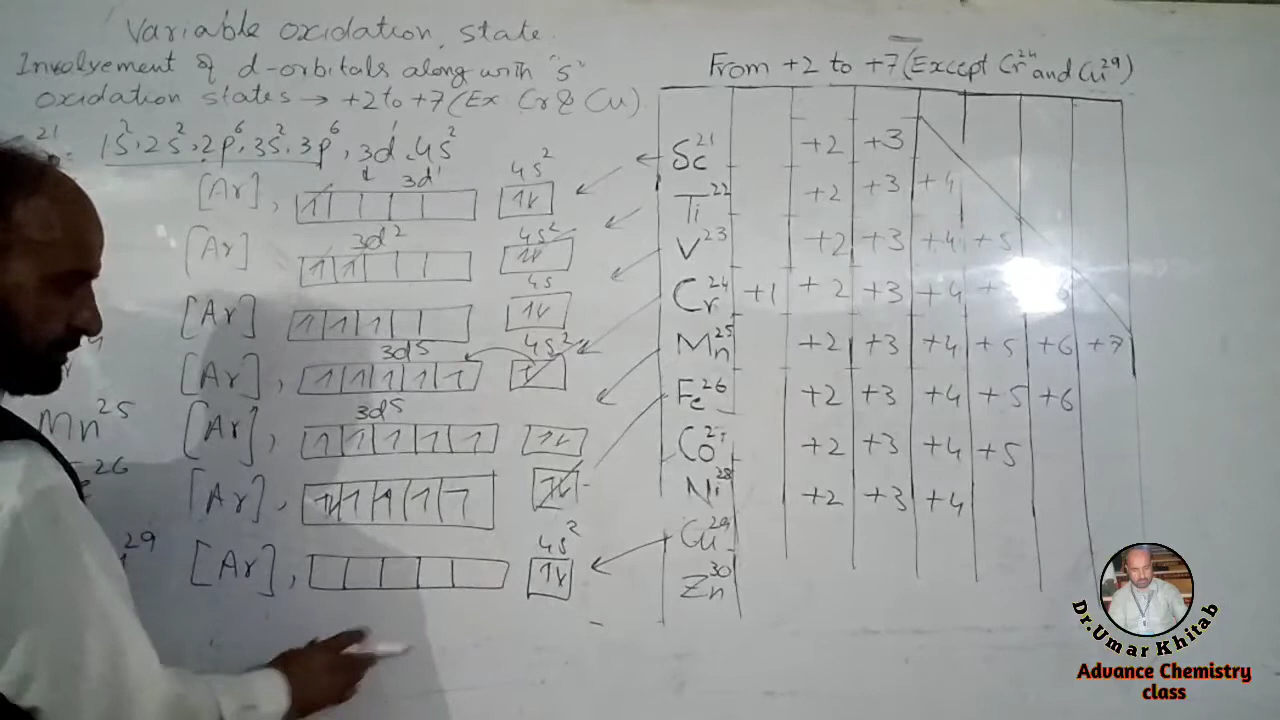 Variable oxidation state
Involvement of d-orbitals along with "s"
oxidation states → +2 to +7 (Ex Cr & Cu)
21 1s², 2s², 2p⁶, 3s², 3p⁶, 3d¹, 4s²
[Ar], 3d¹ 4s²
[Ar] 3d² 4s²
[Ar] 4s
[Ar], 3d5 4s²
Mn²⁵ [Ar], 3d5
26 [Ar],
29 [Ar], 4s²
From +2 to +7 (Except Cr²⁴ and Cu²⁹)
Sc²¹ +2 +3
Ti²² +2 +3 +4
V²³ +2 +3 +4 +5
Cr²⁴ +1 +2 +3 +4
Mn²⁵ +2 +3 +4 +5 +6 +7
Fe²⁶ +2 +3 +4 +5 +6
Co²⁷ +2 +3 +4 +5
Ni²⁸ +2 +3 +4
Cu²⁹
Zn³⁰
Dr.Umar Khitab
Advance Chemistry
class